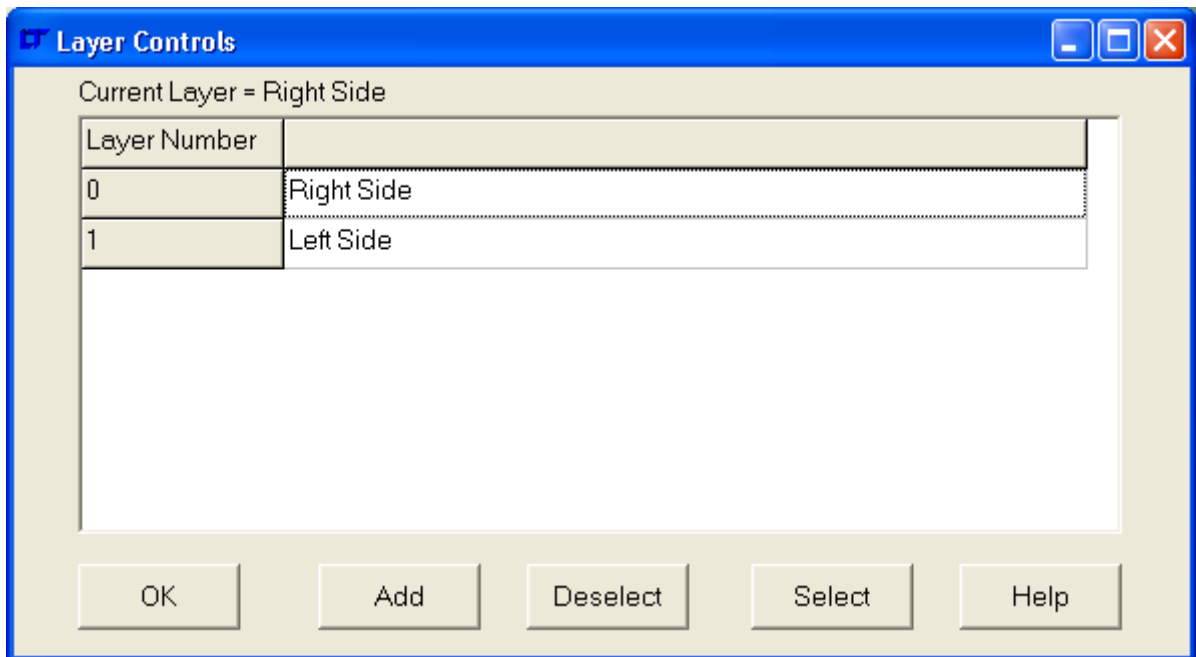 Layer Controls
Current Layer = Right Side
Layer Number
0 Right Side
1 Left Side
OK Add Deselect Select Help